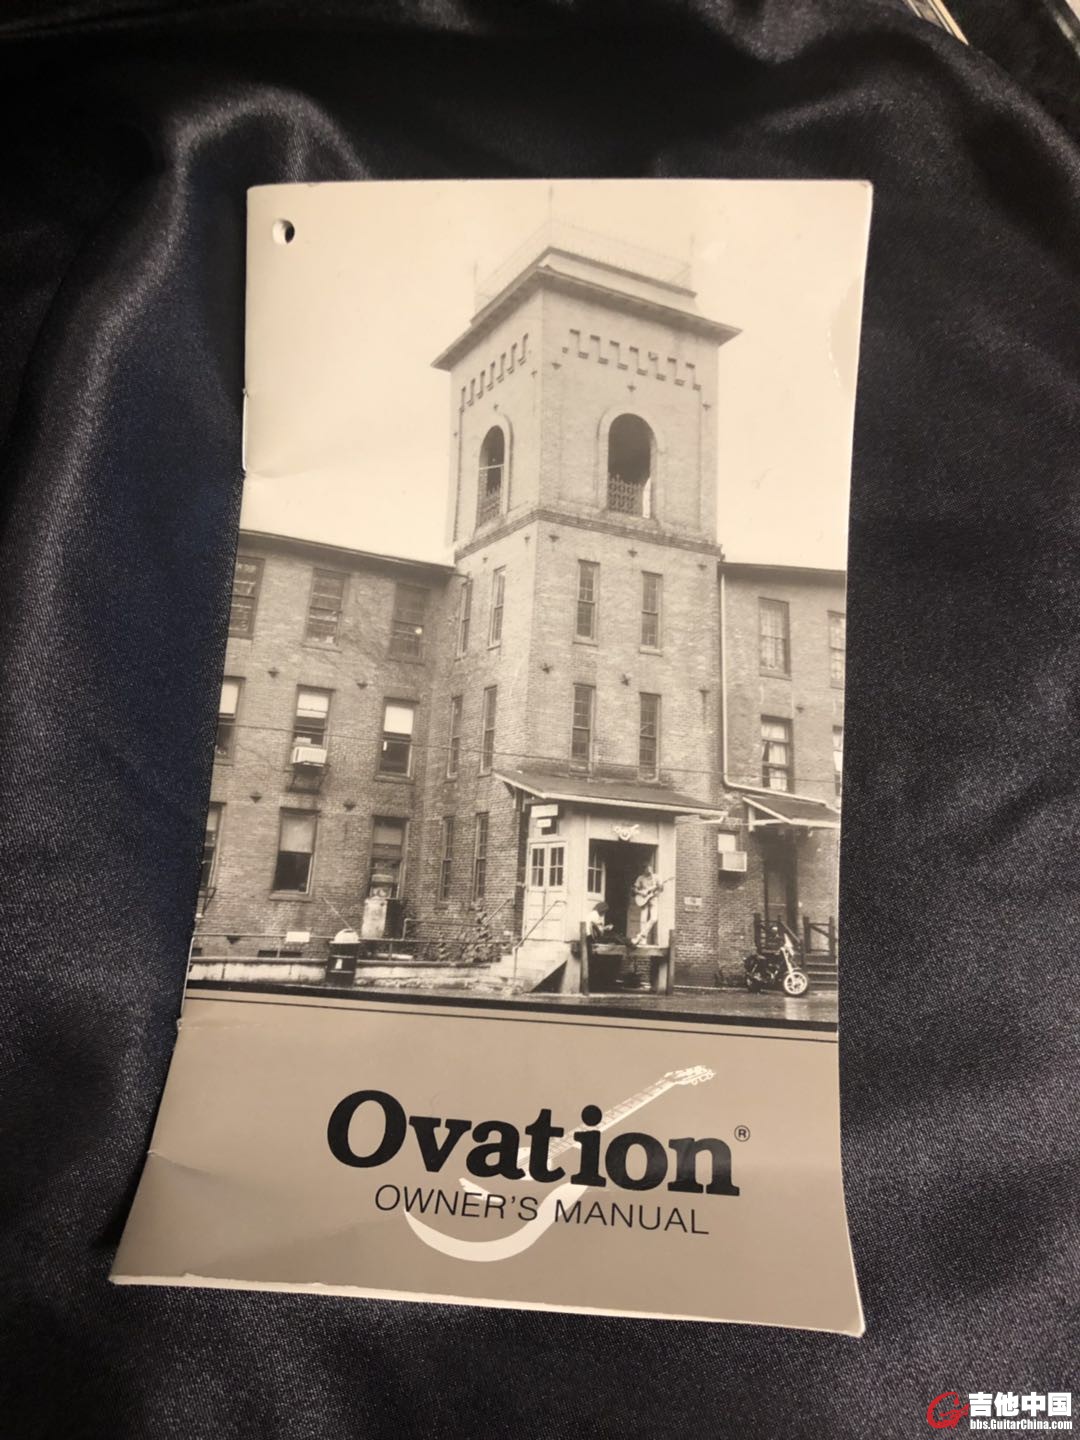 Ovation®
OWNER'S MANUAL
吉他中国
bbs.GuitarChina.com